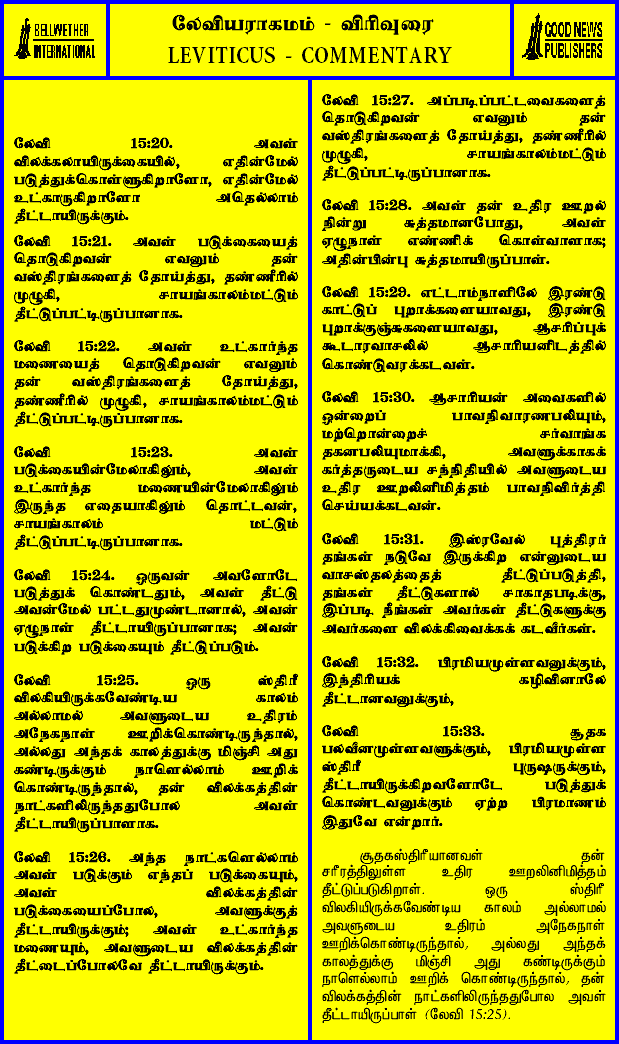 BELLWETHER
INTERNATIONAL
லேவியராகமம் - விரிவுரை
LEVITICUS - COMMENTARY
GOOD NEWS
PUBLISHERS
லேவி 15:20. அவள்
விலக்கலாயிருக்கையில், எதின்மேல்
படுத்துக்கொள்ளுகிறாளோ, எதின்மேல்
உட்காருகிறாளோ அதெல்லாம்
தீட்டாயிருக்கும்.
லேவி 15:21. அவள் படுக்கையைத்
தொடுகிறவன் எவனும் தன்
வஸ்திரங்களைத் தோய்த்து, தண்ணீரில்
முழுகி, சாயங்காலம்மட்டும்
தீட்டுப்பட்டிருப்பானாக.
லேவி 15:22. அவள் உட்கார்ந்த
மணையைத் தொடுகிறவன் எவனும்
தன் வஸ்திரங்களைத் தோய்த்து,
தண்ணீரில் முழுகி, சாயங்காலம்மட்டும்
தீட்டுப்பட்டிருப்பானாக.
லேவி 15:23. அவள்
படுக்கையின்மேலாகிலும், அவள்
உட்கார்ந்த மணையின்மேலாகிலும்
இருந்த எதையாகிலும் தொட்டவன்,
சாயங்காலம் மட்டும்
தீட்டுப்பட்டிருப்பானாக.
லேவி 15:24. ஒருவன் அவளோடே
படுத்துக் கொண்டதும், அவள் தீட்டு
அவன்மேல் பட்டதுமுண்டானால், அவன்
ஏழுநாள் தீட்டாயிருப்பானாக; அவன்
படுக்கிற படுக்கையும் தீட்டுப்படும்.
லேவி 15:25. ஒரு ஸ்திரீ
விலகியிருக்கவேண்டிய காலம்
அல்லாமல் அவளுடைய உதிரம்
அநேகநாள் ஊறிக்கொண்டிருந்தால்,
அல்லது அந்தக் காலத்துக்கு மிஞ்சி அது
கண்டிருக்கும் நாளெல்லாம் ஊறிக்
கொண்டிருந்தால், தன் விலக்கத்தின்
நாட்களிலிருந்ததுபோல அவள்
தீட்டாயிருப்பாளாக.
லேவி 15:26. அந்த நாட்களெல்லாம்
அவள் படுக்கும் எந்தப் படுக்கையும்,
அவள் விலக்கத்தின்
படுக்கையைப்போல, அவளுக்குத்
தீட்டாயிருக்கும்; அவள் உட்கார்ந்த
மணையும், அவளுடைய விலக்கத்தின்
தீட்டைப்போலவே தீட்டாயிருக்கும்.
லேவி 15:27. அப்படிப்பட்டவைகளைத்
தொடுகிறவன் எவனும் தன்
வஸ்திரங்களைத் தோய்த்து, தண்ணீரில்
முழுகி, சாயங்காலம்மட்டும்
தீட்டுப்பட்டிருப்பானாக.
லேவி 15:28. அவள் தன் உதிர ஊறல்
நின்று சுத்தமானபோது, அவள்
ஏழுநாள் எண்ணிக் கொள்வாளாக;
அதின்பின்பு சுத்தமாயிருப்பாள்.
லேவி 15:29. எட்டாம்நாளிலே இரண்டு
காட்டுப் புறாக்களையாவது, இரண்டு
புறாக்குஞ்சுகளையாவது, ஆசரிப்புக்
கூடாரவாசலில் ஆசாரியனிடத்தில்
கொண்டுவரக்கடவள்.
லேவி 15:30. ஆசாரியன் அவைகளில்
ஒன்றைப் பாவநிவாரணபலியும்,
மற்றொன்றைச் சர்வாங்க
தகனபலியுமாக்கி, அவளுக்காகக்
கர்த்தருடைய சந்நிதியில் அவளுடைய
உதிர ஊறலினிமித்தம் பாவநிவிர்த்தி
செய்யக்கடவன்.
லேவி 15:31. இஸ்ரவேல் புத்திரர்
தங்கள் நடுவே இருக்கிற என்னுடைய
வாசஸ்தலத்தைத் தீட்டுப்படுத்தி,
தங்கள் தீட்டுகளால் சாகாதபடிக்கு,
இப்படி நீங்கள் அவர்கள் தீட்டுகளுக்கு
அவர்களை விலக்கிவைக்கக் கடவீர்கள்.
லேவி 15:32. பிரமியமுள்ளவனுக்கும்,
இந்திரியக் கழிவினாலே
தீட்டானவனுக்கும்,
லேவி 15:33. சூதக
பலவீனமுள்ளவளுக்கும், பிரமியமுள்ள
ஸ்திரீ புருஷருக்கும்,
தீட்டாயிருக்கிறவளோடே படுத்துக்
கொண்டவனுக்கும் ஏற்ற பிரமாணம்
இதுவே என்றார்.
சூதகஸ்திரீயானவள் தன்
சரீரத்திலுள்ள உதிர ஊறலினிமித்தம்
தீட்டுப்படுகிறாள். ஒரு ஸ்திரீ
விலகியிருக்கவேண்டிய காலம் அல்லாமல்
அவளுடைய உதிரம் அநேகநாள்
ஊறிக்கொண்டிருந்தால், அல்லது அந்தக்
காலத்துக்கு மிஞ்சி அது கண்டிருக்கும்
நாளெல்லாம் ஊறிக் கொண்டிருந்தால், தன்
விலக்கத்தின் நாட்களிலிருந்ததுபோல அவள்
தீட்டாயிருப்பாள் (லேவி 15:25).